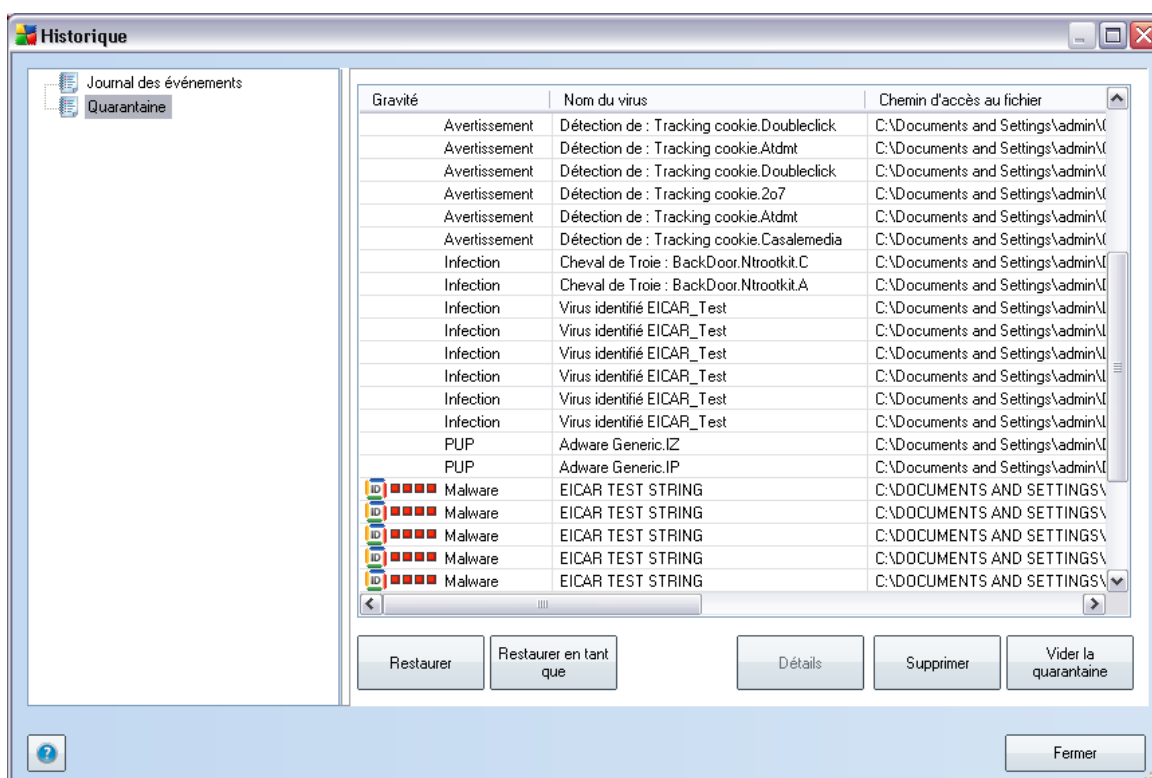 Historique
Journal des événements
Quarantaine
Gravité Nom du virus Chemin d'accès au fichier
Avertissement Détection de : Tracking cookie.Doubleclick C:\Documents and Settings\admin\
Avertissement Détection de : Tracking cookie.Atdmt C:\Documents and Settings\admin\
Avertissement Détection de : Tracking cookie.Doubleclick C:\Documents and Settings\admin\
Avertissement Détection de : Tracking cookie.2o7 C:\Documents and Settings\admin\
Avertissement Détection de : Tracking cookie.Atdmt C:\Documents and Settings\admin\
Avertissement Détection de : Tracking cookie.Casalemedia C:\Documents and Settings\admin\
Infection Cheval de Troie : BackDoor.Ntrootkit.C C:\Documents and Settings\admin\
Infection Cheval de Troie : BackDoor.Ntrootkit.A C:\Documents and Settings\admin\
Infection Virus identifié EICAR_Test C:\Documents and Settings\admin\
Infection Virus identifié EICAR_Test C:\Documents and Settings\admin\
Infection Virus identifié EICAR_Test C:\Documents and Settings\admin\
Infection Virus identifié EICAR_Test C:\Documents and Settings\admin\
Infection Virus identifié EICAR_Test C:\Documents and Settings\admin\
Infection Virus identifié EICAR_Test C:\Documents and Settings\admin\
PUP Adware Generic.IZ C:\Documents and Settings\admin\
PUP Adware Generic.IP C:\Documents and Settings\admin\
ID Malware EICAR TEST STRING C:\DOCUMENTS AND SETTINGS\
ID Malware EICAR TEST STRING C:\DOCUMENTS AND SETTINGS\
ID Malware EICAR TEST STRING C:\DOCUMENTS AND SETTINGS\
ID Malware EICAR TEST STRING C:\DOCUMENTS AND SETTINGS\
ID Malware EICAR TEST STRING C:\DOCUMENTS AND SETTINGS\
Restaurer
Restaurer en tant
que
Détails
Supprimer
Vider la
quarantaine
?
Fermer